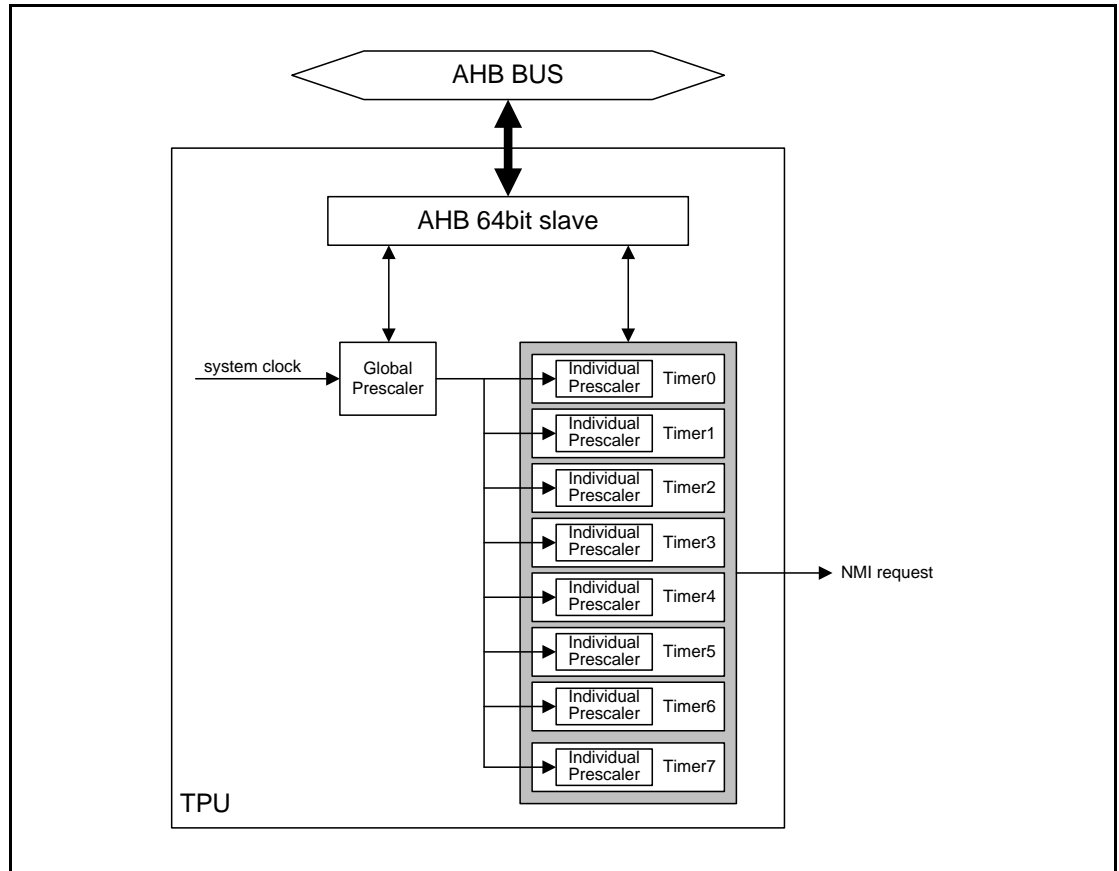 AHB BUS
AHB 64bit slave
system clock
Global
Prescaler
Individual
Prescaler
Timer0
Individual
Prescaler
Timer1
Individual
Prescaler
Timer2
Individual
Prescaler
Timer3
Individual
Prescaler
Timer4
Individual
Prescaler
Timer5
Individual
Prescaler
Timer6
Individual
Prescaler
Timer7
NMI request
TPU